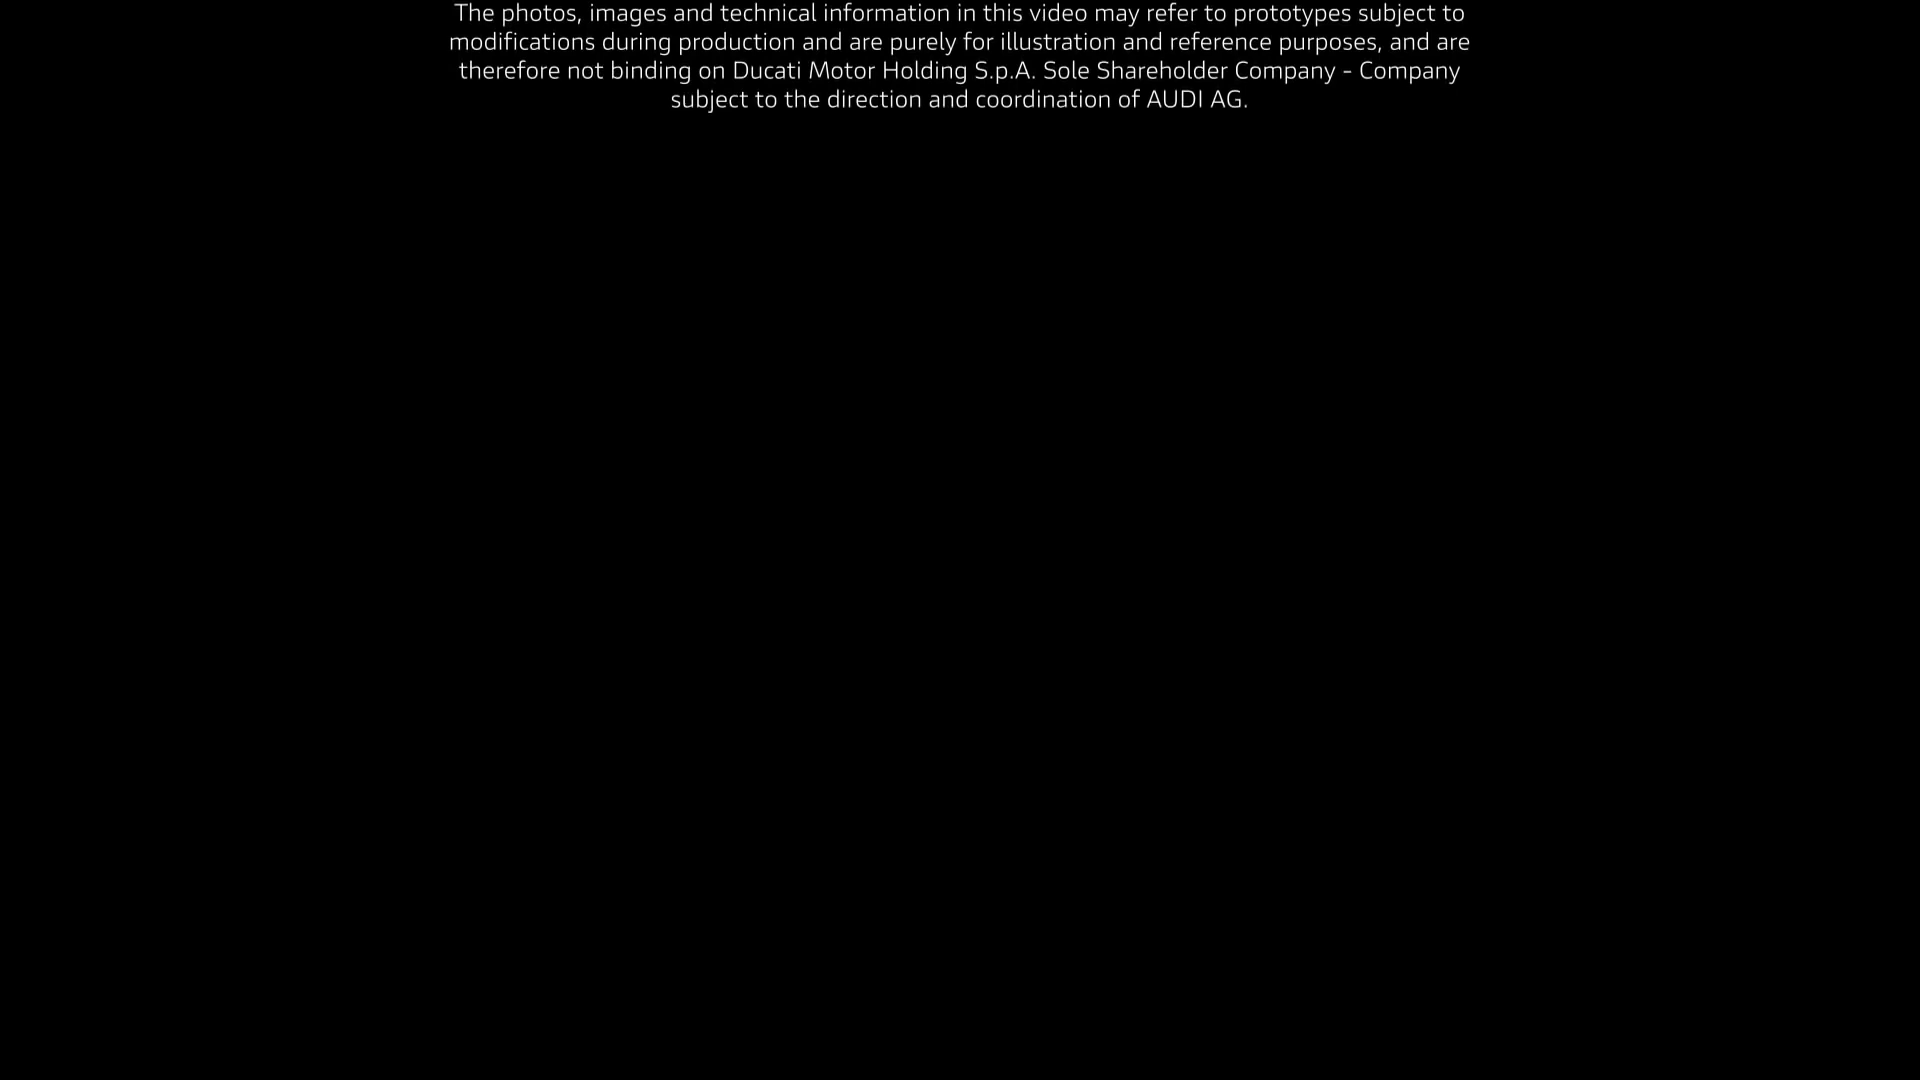 The photos, images and technical information in this video may refer to prototypes subject to
modifications during production and are purely for illustration and reference purposes, and are
therefore not binding on Ducati Motor Holding S.p.A. Sole Shareholder Company - Company
subject to the direction and coordination of AUDI AG.